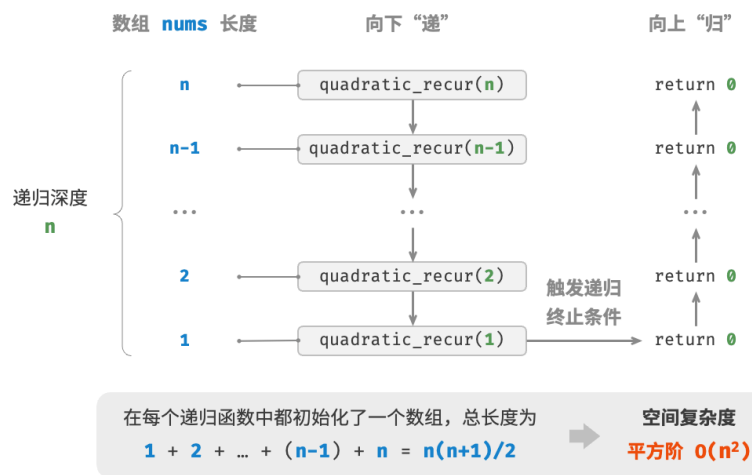 数组 nums 长度 向下“递” 向上“归”
n quadratic_recur(n) return 0
n-1 quadratic_recur(n-1) return 0
递归深度
n
... ... ...
2 quadratic_recur(2) return 0
触发递归
终止条件
1 quadratic_recur(1) return 0
在每个递归函数中都初始化了一个数组，总长度为
1 + 2 + … + (n-1) + n = n(n+1)/2
空间复杂度
平方阶 O(n²)